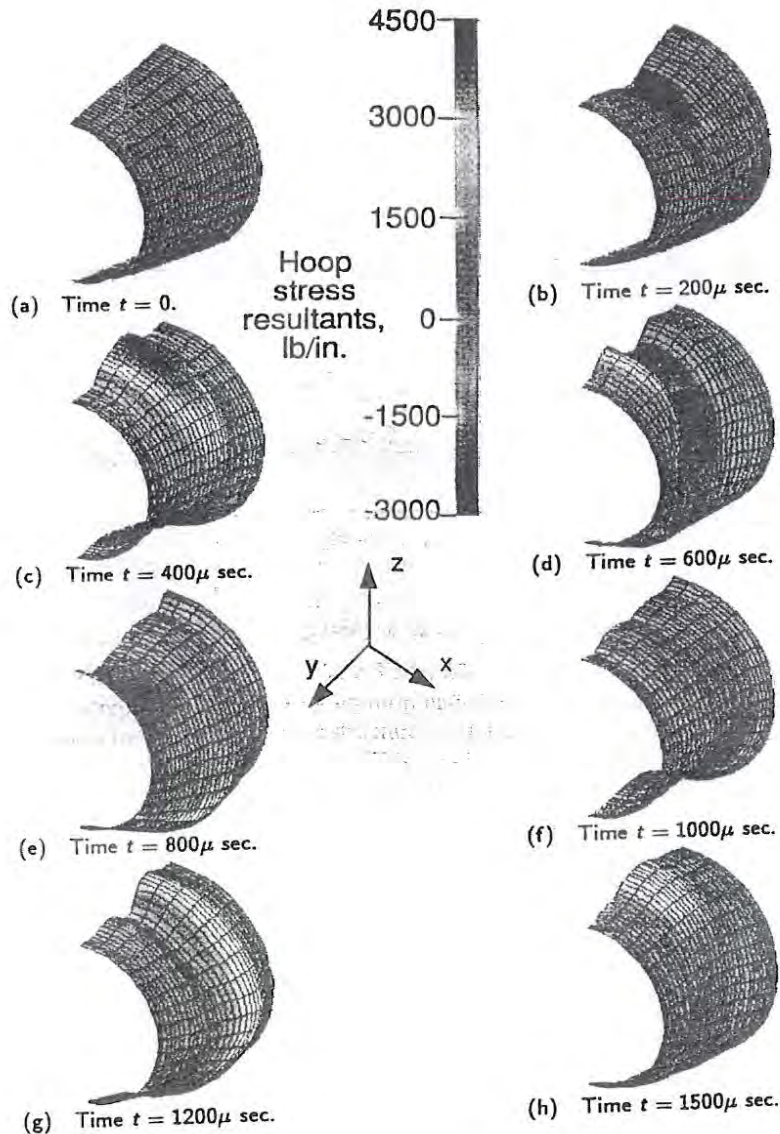 4500
3000
1500
0
-1500
-3000
Hoop
stress
resultants,
lb/in.
(a) Time t = 0.
(b) Time t = 200μ sec.
(c) Time t = 400μ sec.
(d) Time t = 600μ sec.
z
y
x
(e) Time t = 800μ sec.
(f) Time t = 1000μ sec.
(g) Time t = 1200μ sec.
(h) Time t = 1500μ sec.